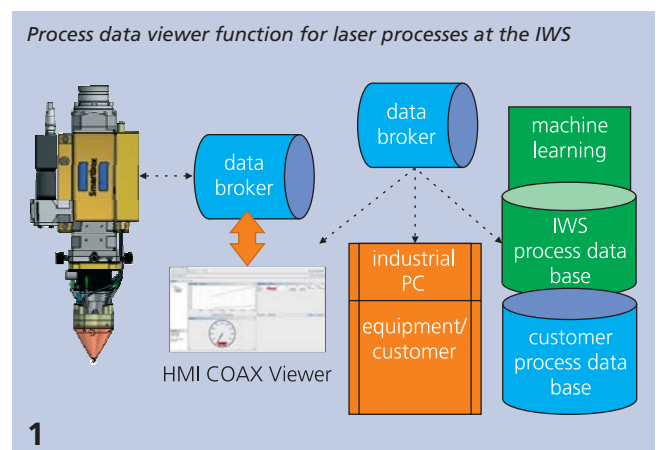 Process data viewer function for laser processes at the IWS
Smartbox
data
broker
HMI COAX Viewer
data
broker
industrial
PC
equipment/
customer
machine
learning
IWS
process data
base
customer
process data
base
1